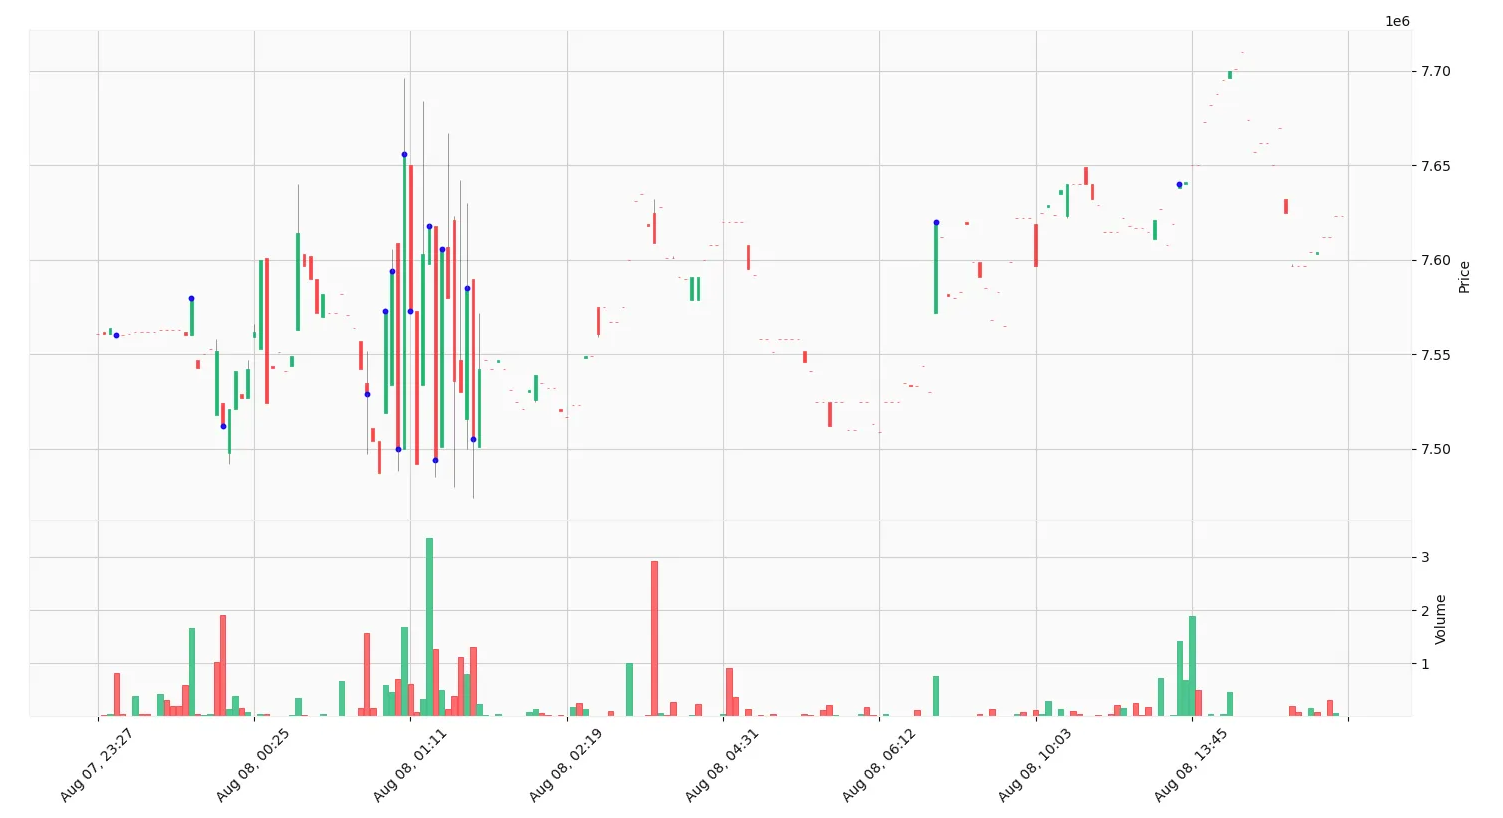 1e6
7.70
7.65
7.60
7.55
7.50
Price
3
2
1
Volume
Aug 07, 23:27
Aug 08, 00:25
Aug 08, 01:11
Aug 08, 02:19
Aug 08, 04:31
Aug 08, 06:12
Aug 08, 10:03
Aug 08, 13:45